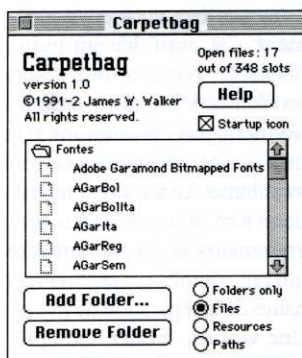 Carpetbag
Carpetbag
version 1.0
©1991-2 James W. Walker
All rights reserved.
Open files: 17
out of 348 slots
Help
Startup icon
Fontes
Adobe Garamond Bitmapped Fonts
AGarBol
AGarBolIta
AGarIta
AGarReg
AGarSem
Add Folder...
Remove Folder
Folders only
Files
Resources
Paths